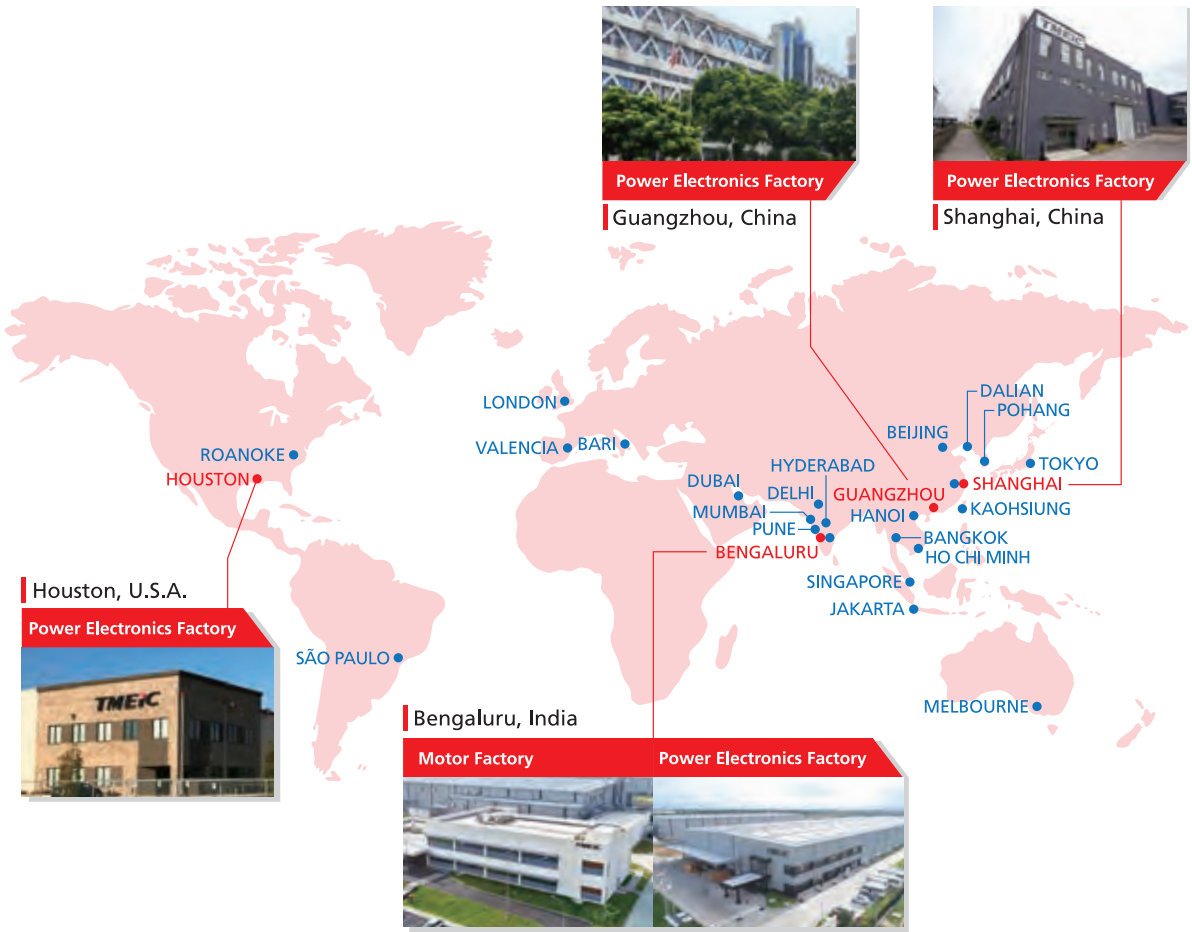 TMEiC
Power Electronics Factory
Power Electronics Factory
Guangzhou, China
Shanghai, China
LONDON
VALENCIA
BARI
ROANOKE
HOUSTON
DALIAN
POHANG
BEIJING
TOKYO
HYDERABAD
DUBAI
DELHI
GUANGZHOU
SHANGHAI
MUMBAI
HANOI
KAOHSIUNG
PUNE
BANGKOK
BENGALURU
HO CHI MINH
SINGAPORE
JAKARTA
Houston, U.S.A.
Power Electronics Factory
TMEiC
SÃO PAULO
MELBOURNE
Bengaluru, India
Motor Factory
Power Electronics Factory